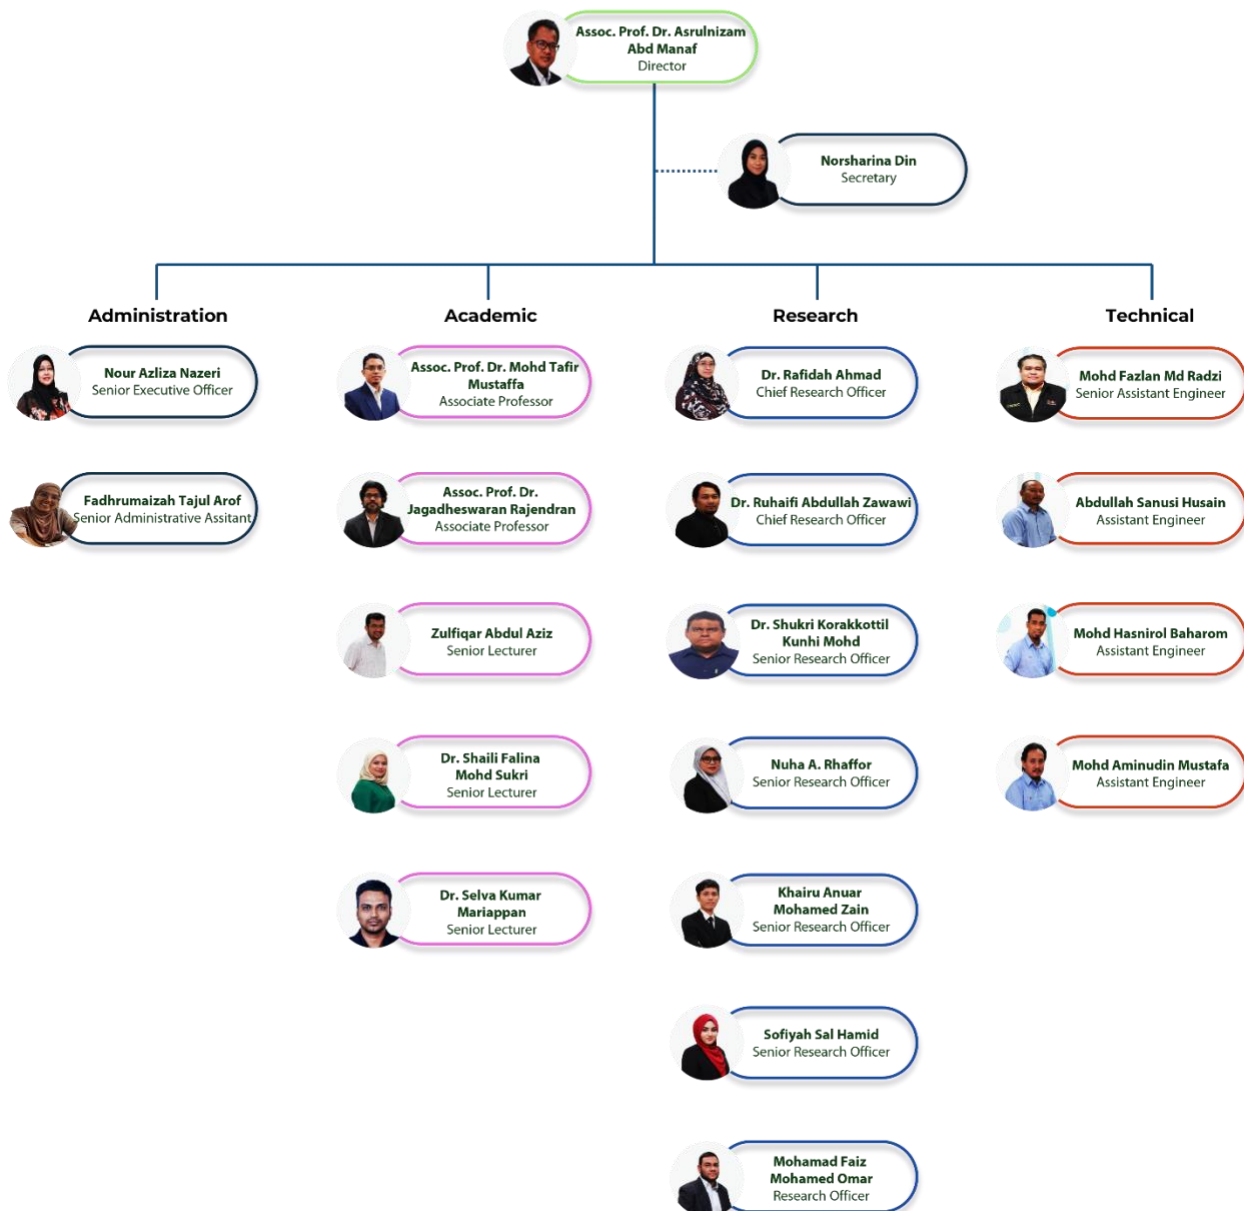 Assoc. Prof. Dr. Asrulnizam
Abd Manaf
Director
Norsharina Din
Secretary
Administration
Nour Azliza Nazeri
Senior Executive Officer
Fadhrumaizah Tajul Arof
Senior Administrative Assitant
Academic
Assoc. Prof. Dr. Mohd Tafir
Mustaffa
Associate Professor
Assoc. Prof. Dr.
Jagadheswaran Rajendran
Associate Professor
Zulfiqar Abdul Aziz
Senior Lecturer
Dr. Shaili Falina
Mohd Sukri
Senior Lecturer
Dr. Selva Kumar
Mariappan
Senior Lecturer
Research
Dr. Rafidah Ahmad
Chief Research Officer
Dr. Ruhaifi Abdullah Zawawi
Chief Research Officer
Dr. Shukri Korakkottil
Kunhi Mohd
Senior Research Officer
Nuha A. Rhaffor
Senior Research Officer
Khairu Anuar
Mohamed Zain
Senior Research Officer
Sofiyah Sal Hamid
Senior Research Officer
Mohamad Faiz
Mohamed Omar
Research Officer
Technical
Mohd Fazlan Md Radzi
Senior Assistant Engineer
Abdullah Sanusi Husain
Assistant Engineer
Mohd Hasnirol Baharom
Assistant Engineer
Mohd Aminudin Mustafa
Assistant Engineer